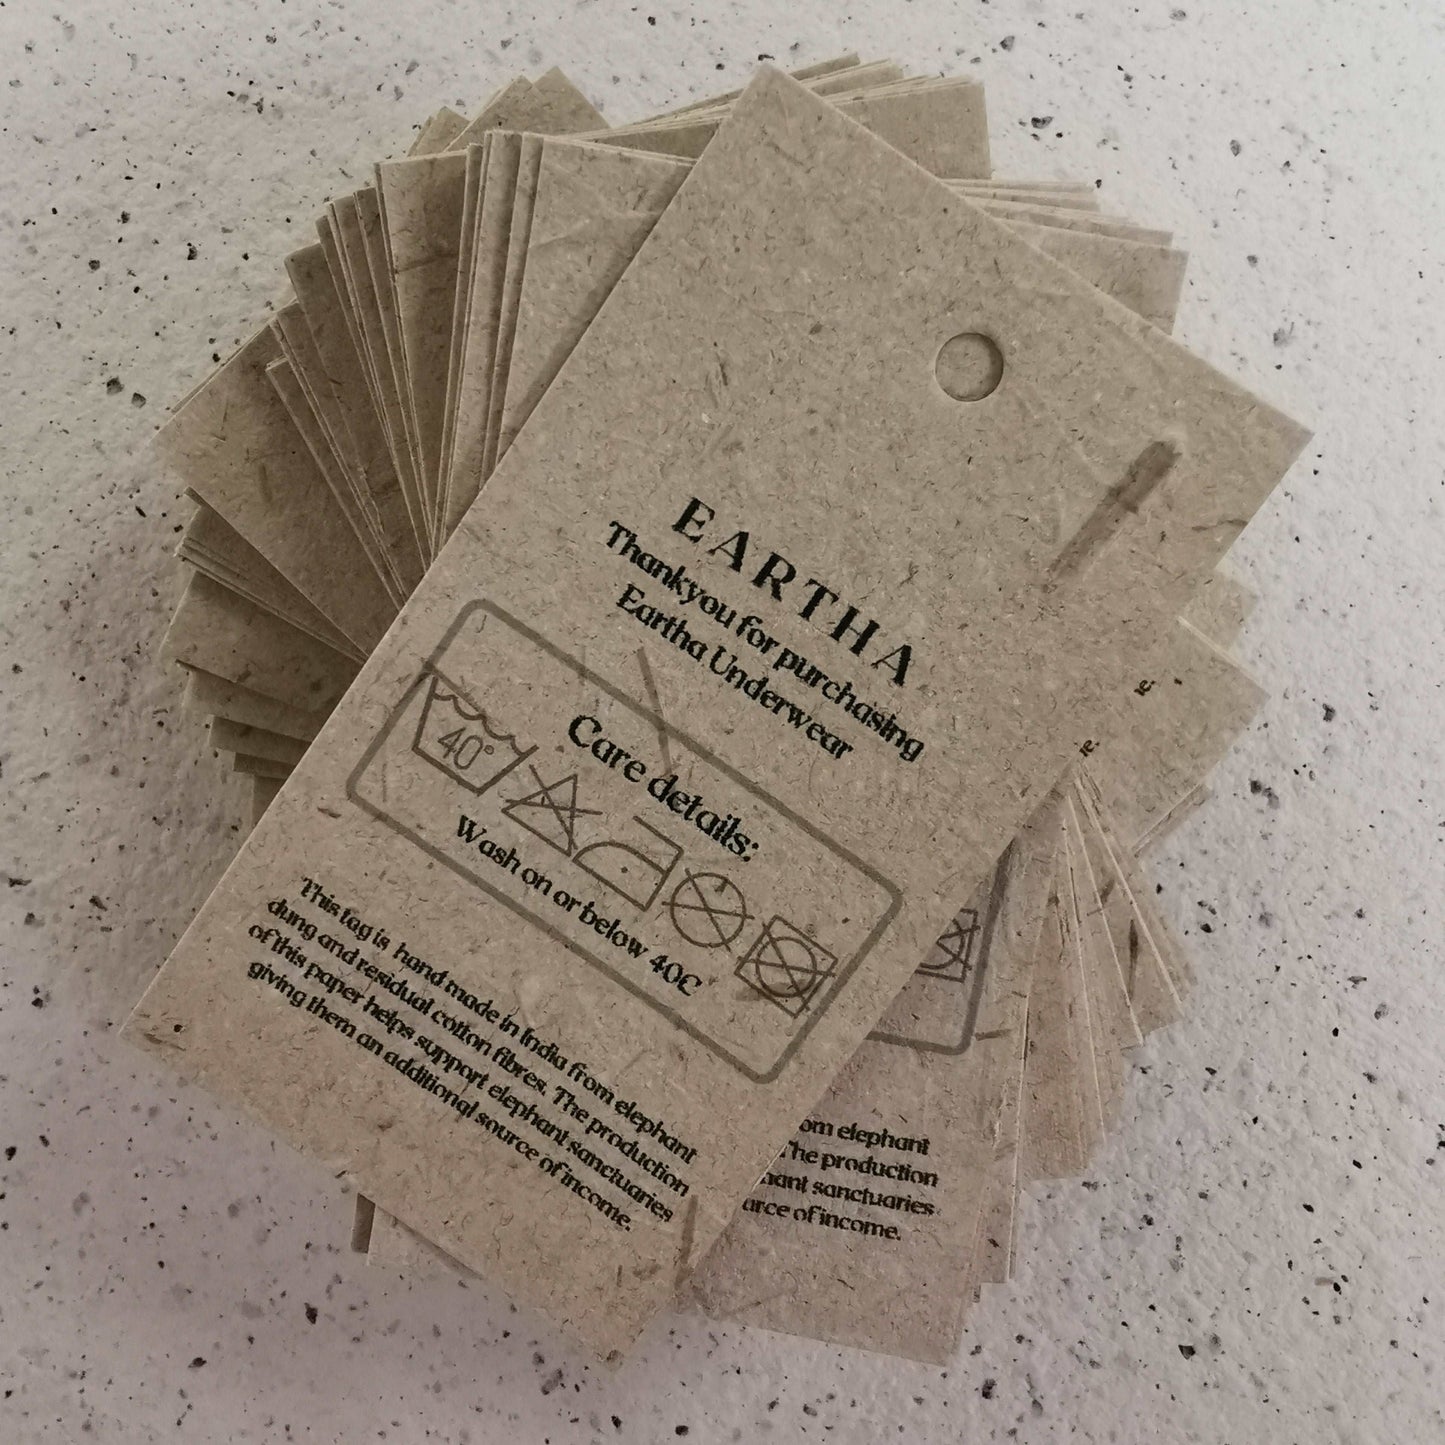 EARTHA
Thankyou for purchasing
Eartha Underwear
Care details:
40°
Wash on or below 40C
This tag is hand made in India from elephant
dung and residual cotton fibres. The production
of this paper helps support elephant sanctuaries
giving them an additional source of income.
om elephant
The production
hant sanctuaries
urce of income.